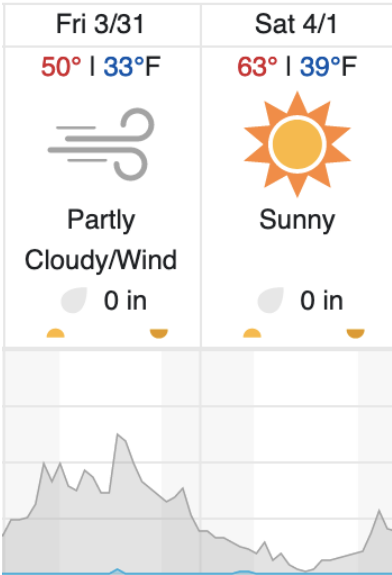 Fri 3/31
Sat 4/1
50° | 33°F
63° | 39°F
Partly
Cloudy/Wind
Sunny
0 in
0 in